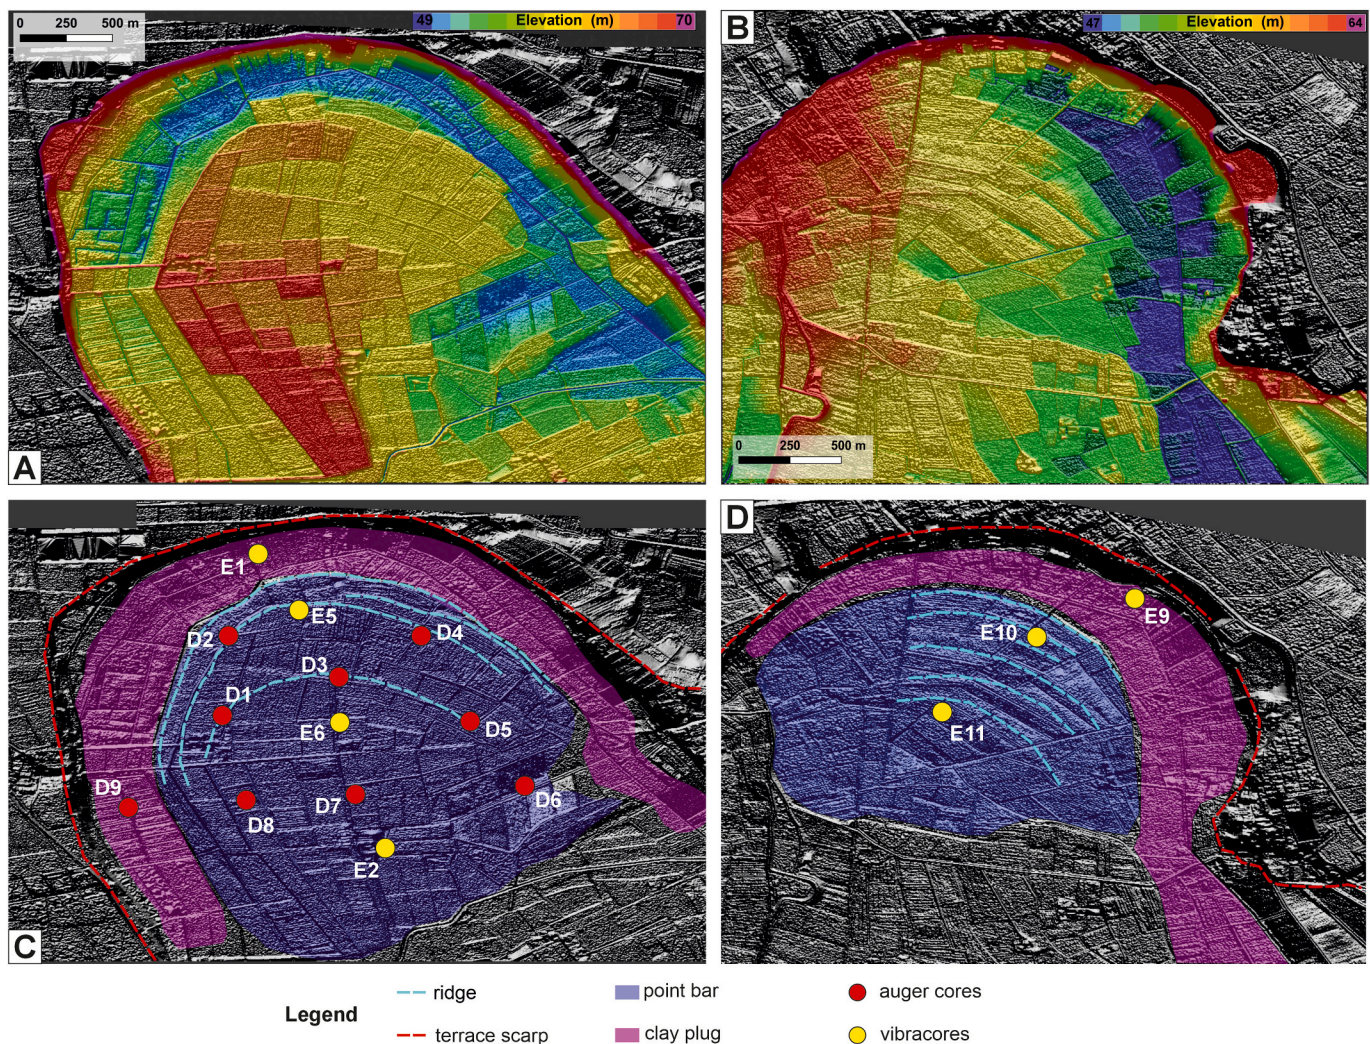 0 250 500 m
49 Elevation (m) 70
A
47 Elevation (m) 64
B
0 250 500 m
C
E1
E5
D2
D4
D3
D1
E6
D5
D9
D8
D7
D6
E2
D
E9
E10
E11
Legend
ridge
point bar
auger cores
terrace scarp
clay plug
vibracores